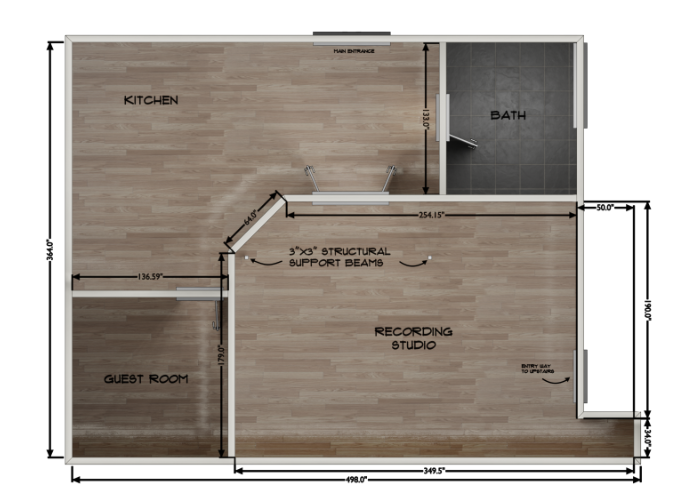 MAIN ENTRANCE
KITCHEN
133.0"
BATH
64.0"
254.15"
50.0"
364.0"
3"X3" STRUCTURAL
SUPPORT BEAMS
136.59"
190.0"
179.0"
RECORDING
STUDIO
GUEST ROOM
ENTRY WAY
TO UPSTAIRS
34.0"
349.5"
498.0"